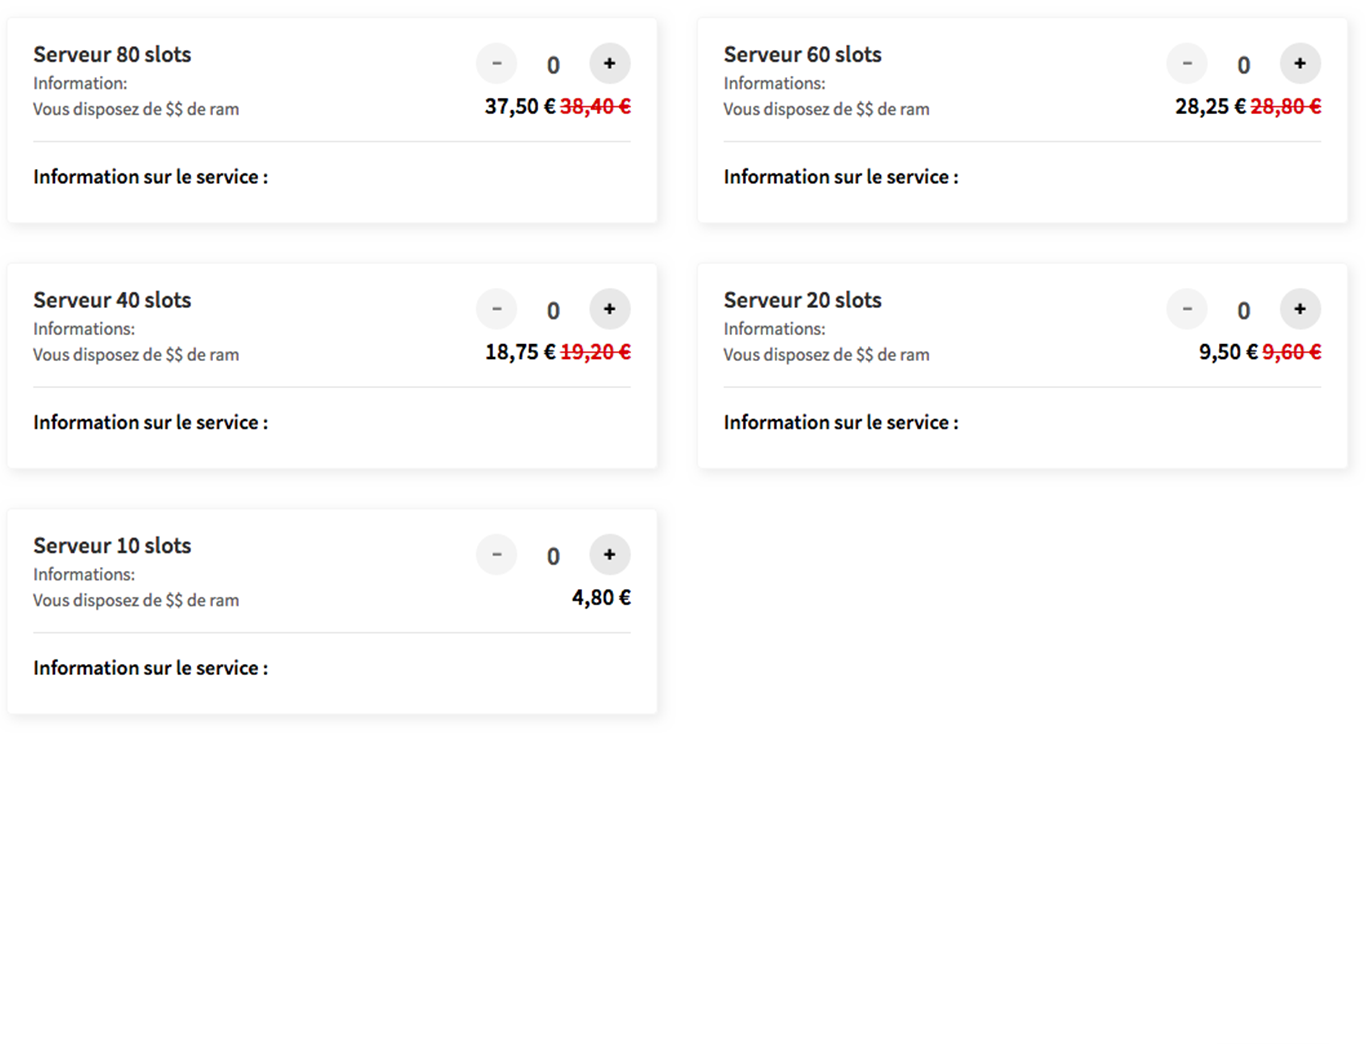 Serveur 80 slots
- 0 +
Information:
Vous disposez de $$ de ram
37,50 € 38,40 €
Information sur le service :
Serveur 60 slots
- 0 +
Informations:
Vous disposez de $$ de ram
28,25 € 28,80 €
Information sur le service :
Serveur 40 slots
- 0 +
Informations:
Vous disposez de $$ de ram
18,75 € 19,20 €
Information sur le service :
Serveur 20 slots
- 0 +
Informations:
Vous disposez de $$ de ram
9,50 € 9,60 €
Information sur le service :
Serveur 10 slots
- 0 +
Informations:
Vous disposez de $$ de ram
4,80 €
Information sur le service :